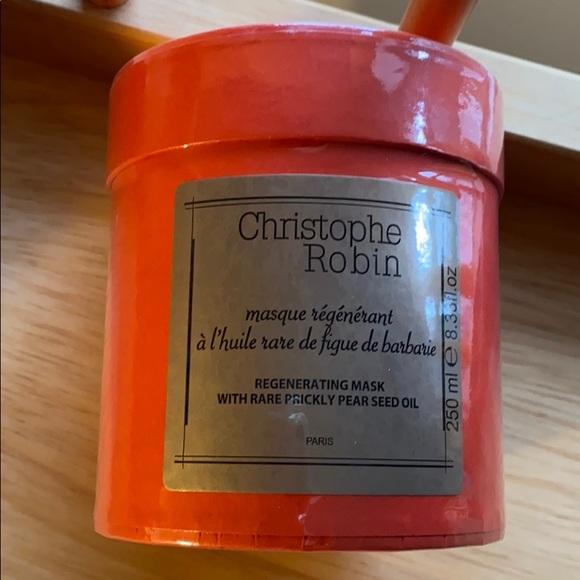 Christophe
Robin
masque régénérant
à l'huile rare de figue de barbarie
REGENERATING MASK
WITH RARE PRICKLY PEAR SEED OIL
PARIS
250 ml e 8.33fl.oz